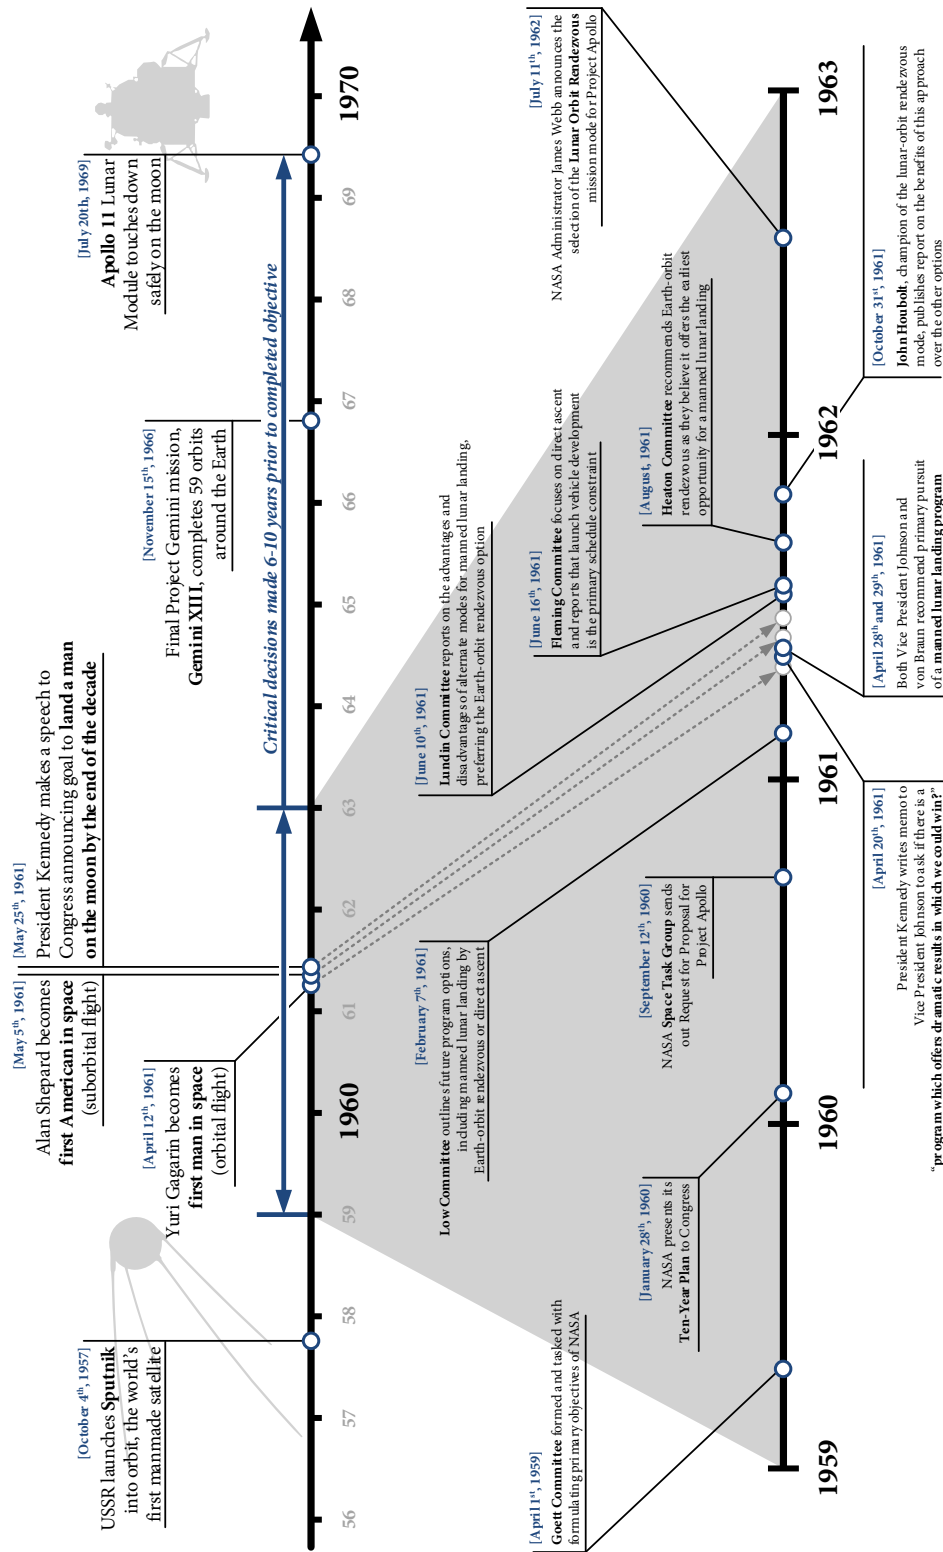 [October 4th, 1957]
USSR launches Sputnik
into orbit, the world's
first manmade satellite
[April 12th, 1961]
Yuri Gagarin becomes
first man in space
(orbital flight)
[May 5th, 1961]
Alan Shepard becomes
first American in space
(suborbital flight)
[May 25th, 1961]
President Kennedy makes a speech to
Congress announcing goal to land a man
on the moon by the end of the decade
[November 15th, 1966]
Final Project Gemini mission,
Gemini XIII, completes 59 orbits
around the Earth
[July 20th, 1969]
Apollo 11 Lunar
Module touches down
safely on the moon
Critical decisions made 6-10 years prior to completed objective
56 57 58 59 1960 61 62 63 64 65 66 67 68 69 1970
[April 1st, 1959]
Goett Committee formed and tasked with
formulating primary objectives of NASA
[January 28th, 1960]
NASA presents its
Ten-Year Plan to Congress
[September 12th, 1960]
NASA Space Task Group sends
out Request for Proposal for
Project Apollo
[February 7th, 1961]
Low Committee outlines future program options,
including manned lunar landing by
Earth-orbit rendezvous or direct ascent
[June 10th, 1961]
Lundin Committee reports on the advantages and
disadvantages of alternate modes for manned lunar landing,
preferring the Earth-orbit rendezvous option
[June 16th, 1961]
Fleming Committee focuses on direct ascent
and reports that launch vehicle development
is the primary schedule constraint
[August, 1961]
Heaton Committee recommends Earth-orbit
rendezvous as they believe it offers the earliest
opportunity for a manned lunar landing
[July 11th, 1962]
NASA Administrator James Webb announces the
selection of the Lunar Orbit Rendezvous
mission mode for Project Apollo
1959 1960 1961 1962 1963
[April 20th, 1961]
President Kennedy writes memo to
Vice President Johnson to ask if there is a
“program which offers dramatic results in which we could win?”
[April 28th and 29th, 1961]
Both Vice President Johnson and
von Braun recommend primary pursuit
of a manned lunar landing program
[October 31st, 1961]
John Houbolt, champion of the lunar-orbit rendezvous
mode, publishes report on the benefits of this approach
over the other options